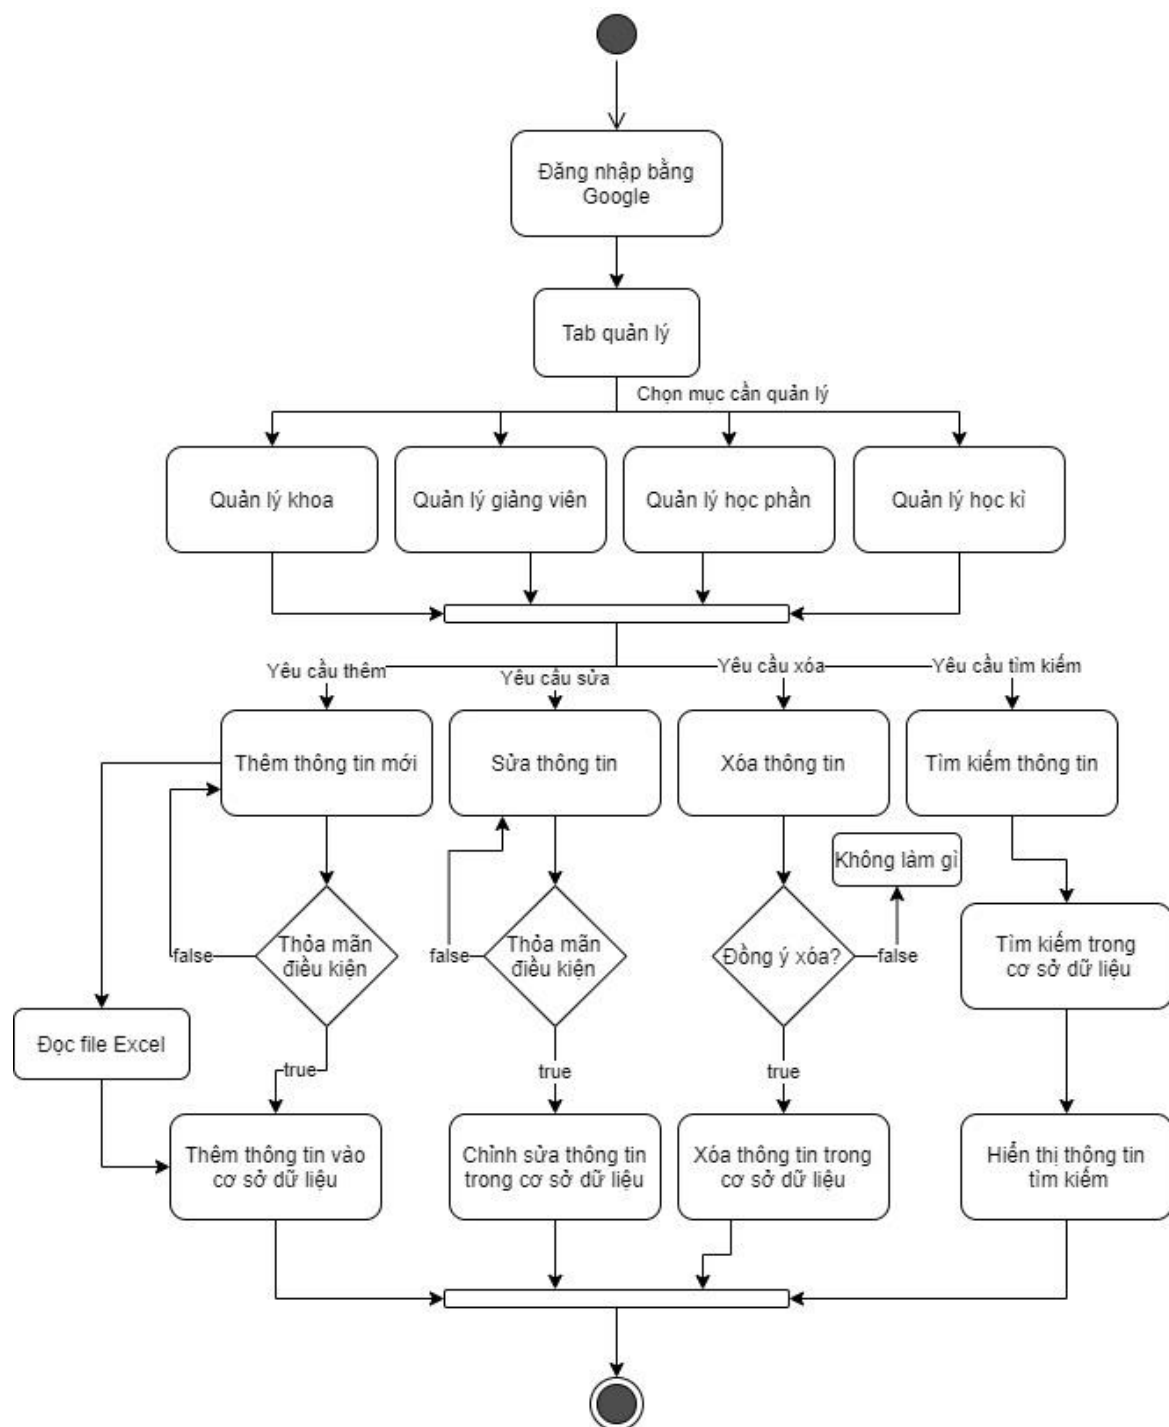 Đăng nhập bằng
Google
Tab quản lý
Chọn mục cần quản lý
Quản lý khoa
Quản lý giảng viên
Quản lý học phần
Quản lý học kì
Yêu cầu thêm
Yêu cầu sửa
Yêu cầu xóa
Yêu cầu tìm kiếm
Thêm thông tin mới
Sửa thông tin
Xóa thông tin
Tìm kiếm thông tin
Không làm gì
false
Thỏa mãn
điều kiện
false
Thỏa mãn
điều kiện
Đồng ý xóa?
false
Tìm kiếm trong
cơ sở dữ liệu
Đọc file Excel
true
true
true
Thêm thông tin vào
cơ sở dữ liệu
Chỉnh sửa thông tin
trong cơ sở dữ liệu
Xóa thông tin trong
cơ sở dữ liệu
Hiển thị thông tin
tìm kiếm